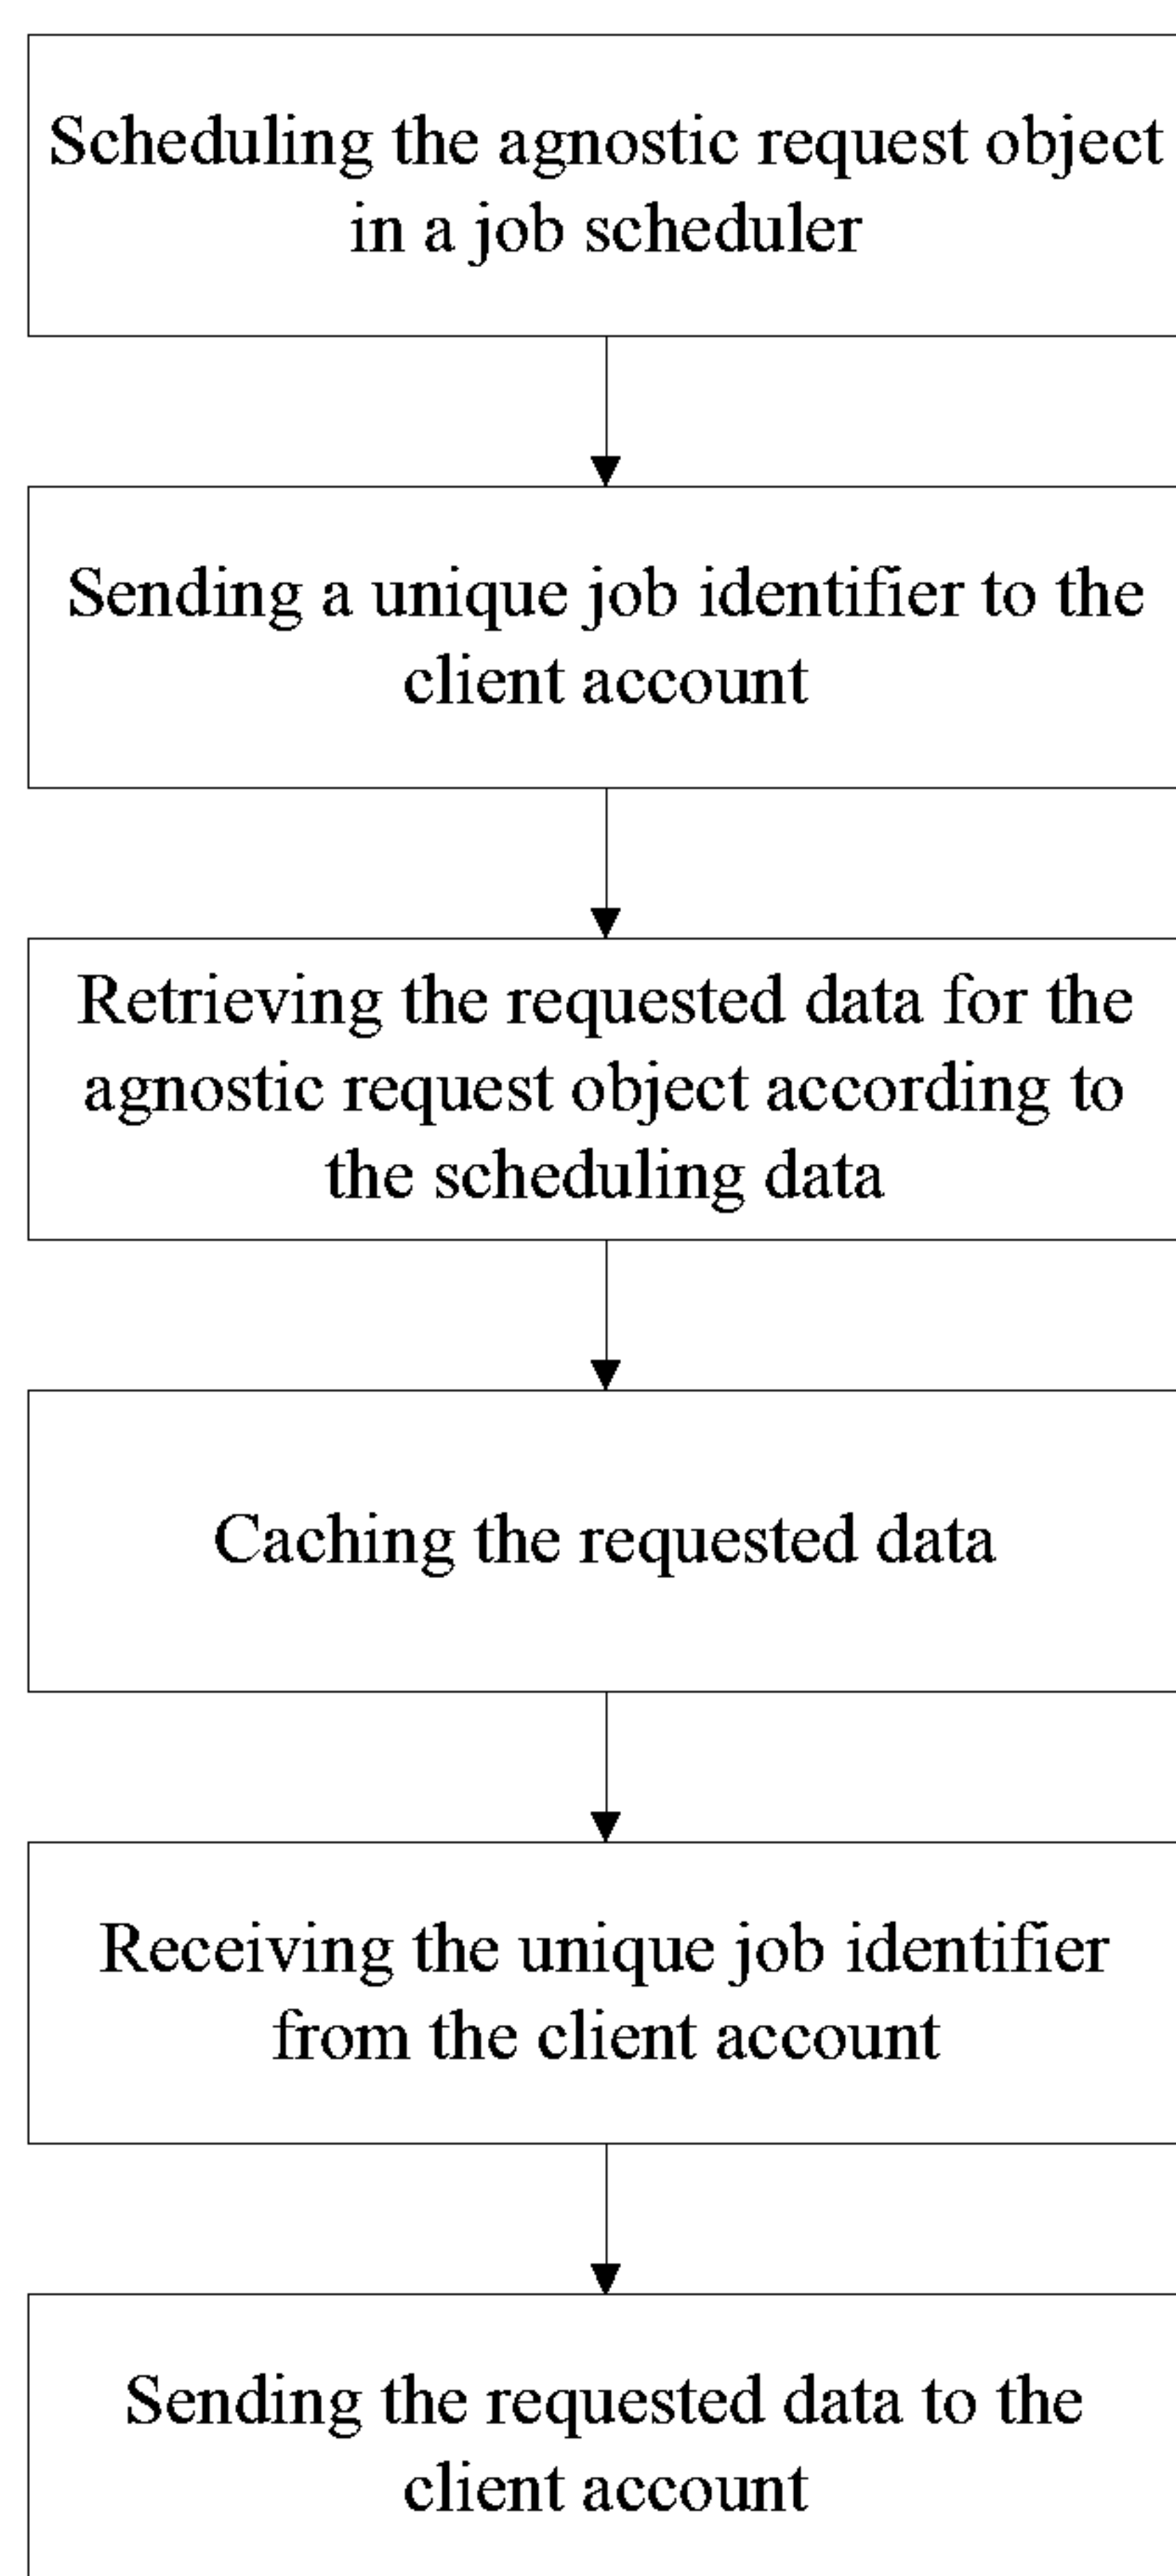 Scheduling the agnostic request object
in a job scheduler
Sending a unique job identifier to the
client account
Retrieving the requested data for the
agnostic request object according to
the scheduling data
Caching the requested data
Receiving the unique job identifier
from the client account
Sending the requested data to the
client account